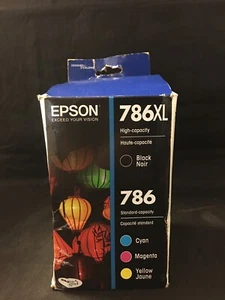 EPSON
EXCEED YOUR VISION
786XL
High-capacity
Haute-capacité
Black
Noir
786
Standard-capacity
Capacité standard
Cyan
Magenta
Yellow
Jaune